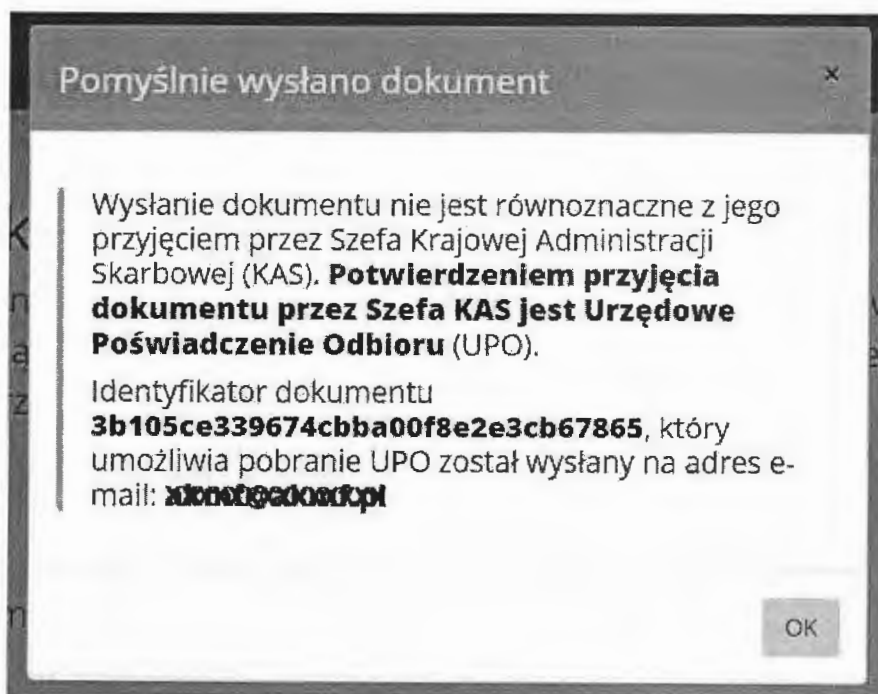 Pomyślnie wysłano dokument ×
Wysłanie dokumentu nie jest równoznaczne z jego
przyjęciem przez Szefa Krajowej Administracji
Skarbowej (KAS). Potwierdzeniem przyjęcia
dokumentu przez Szefa KAS jest Urzędowe
Poświadczenie Odbioru (UPO).
Identyfikator dokumentu
3b105ce339674cbba00f8e2e3cb67865, który
umożliwia pobranie UPO został wysłany na adres e-
mail:
OK